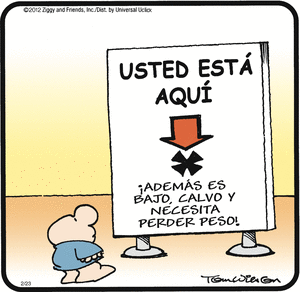 ©2012 Ziggy and Friends, Inc./Dist. by Universal Uclick
USTED ESTÁ
AQUÍ
¡ADEMÁS ES
BAJO, CALVO Y
NECESITA
PERDER PESO!
2/23
Tom Wilson